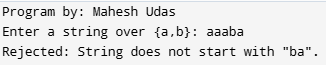 Program by: Mahesh Udas
Enter a string over {a,b}: aaaba
Rejected: String does not start with "ba".